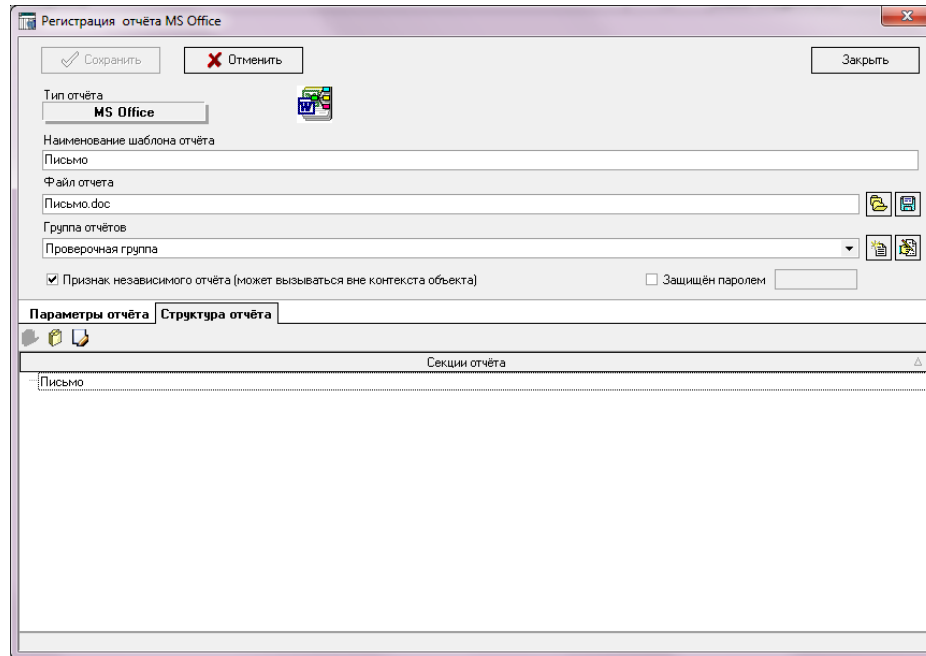 Регистрация отчёта MS Office
Сохранить Отменить Закрыть
Тип отчёта
MS Office
Наименование шаблона отчёта
Письмо
Файл отчета
Письмо.doc
Группа отчётов
Проверочная группа
Признак независимого отчёта (может вызываться вне контекста объекта) Защищён паролем
Параметры отчёта Структура отчёта
Секции отчёта
Письмо